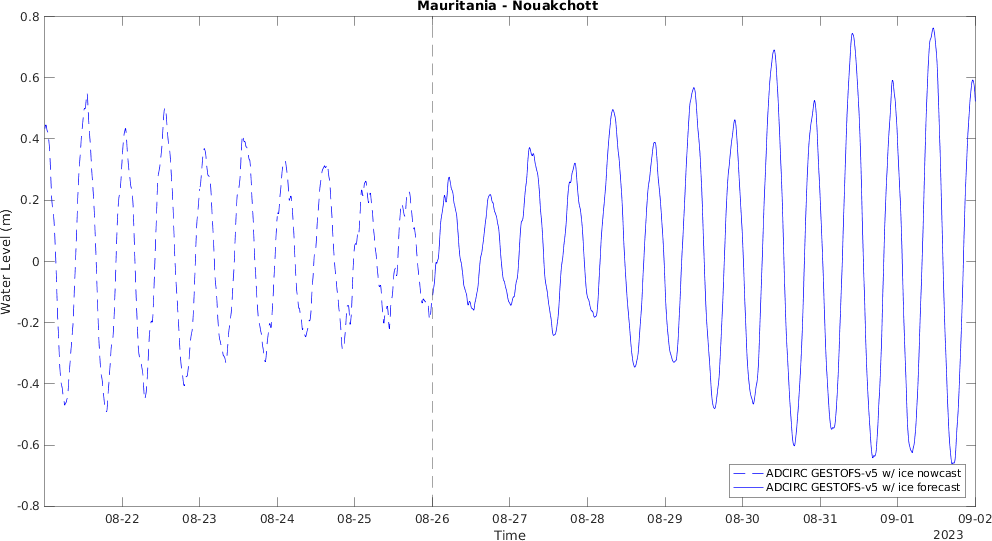 Mauritania - Nouakchott
0.8
0.6
0.4
0.2
0
-0.2
-0.4
-0.6
-0.8
Water Level (m)
ADCIRC GESTOFS-v5 w/ ice nowcast
ADCIRC GESTOFS-v5 w/ ice forecast
08-22 08-23 08-24 08-25 08-26 08-27 08-28 08-29 08-30 08-31 09-01 09-02
Time
2023